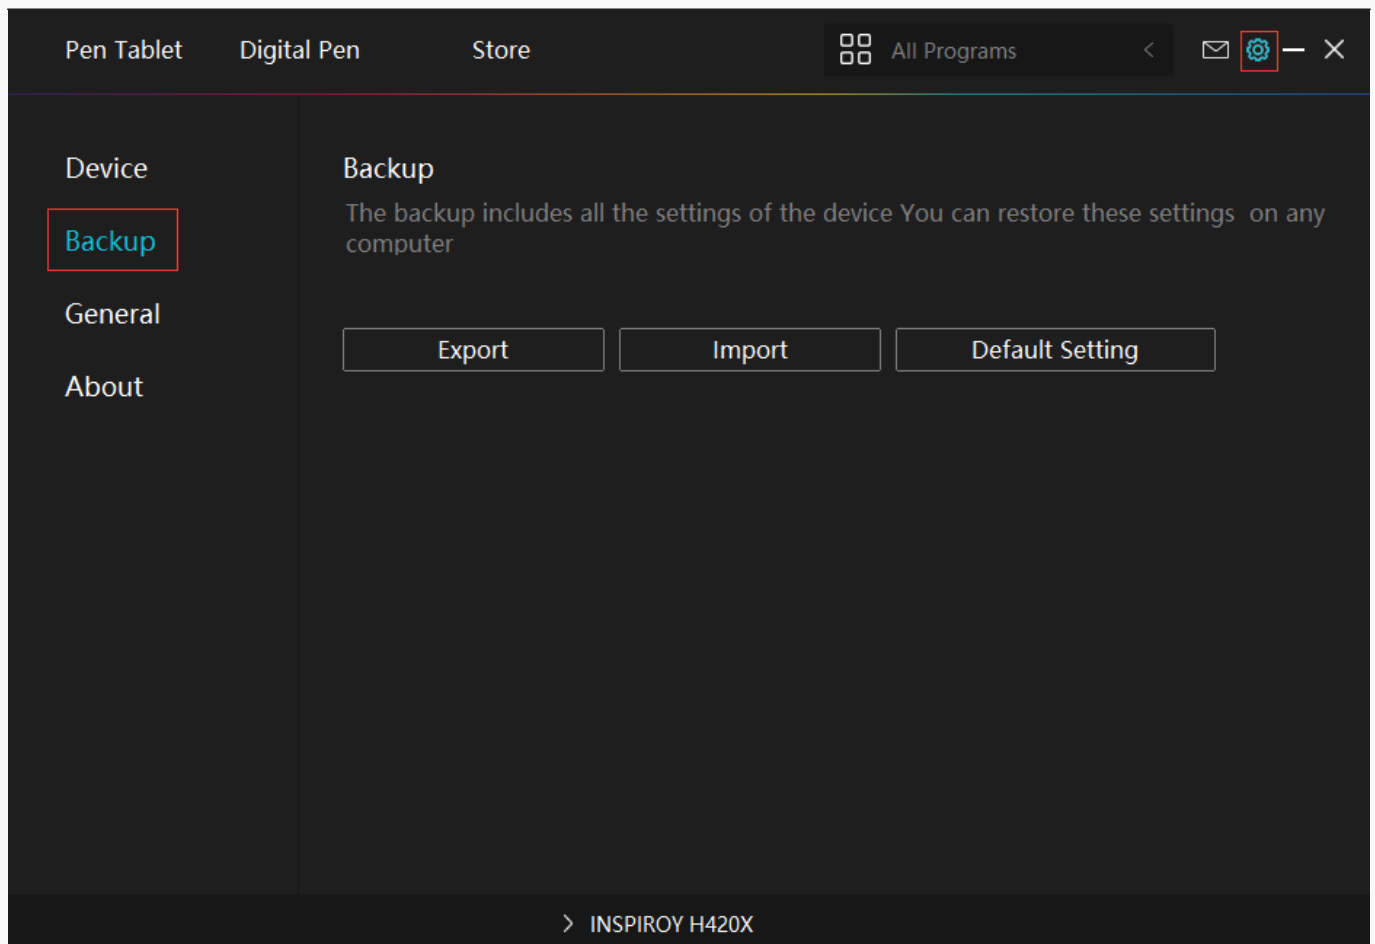 Pen Tablet Digital Pen Store All Programs
Device
Backup
General
About
Backup
The backup includes all the settings of the device You can restore these settings on any
computer
Export Import Default Setting
INSPIROY H420X